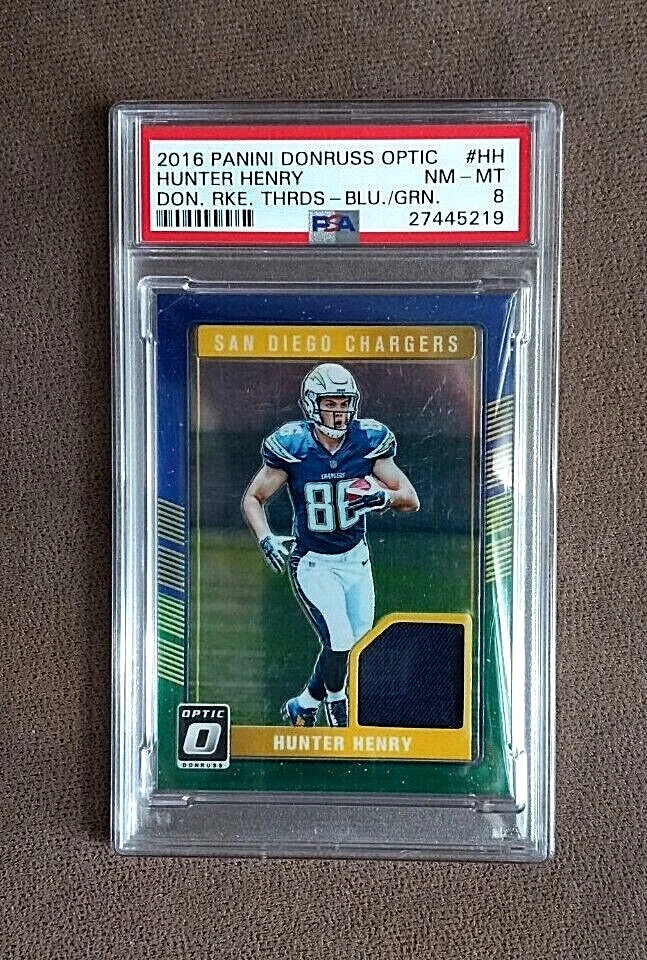 2016 PANINI DONRUSS OPTIC #HH
HUNTER HENRY NM - MT
DON. RKE. THRDS - BLU./GRN. 8
PSA 27445219
SAN DIEGO CHARGERS
CHARGERS
86
OPTIC
O
DONRUSS
HUNTER HENRY